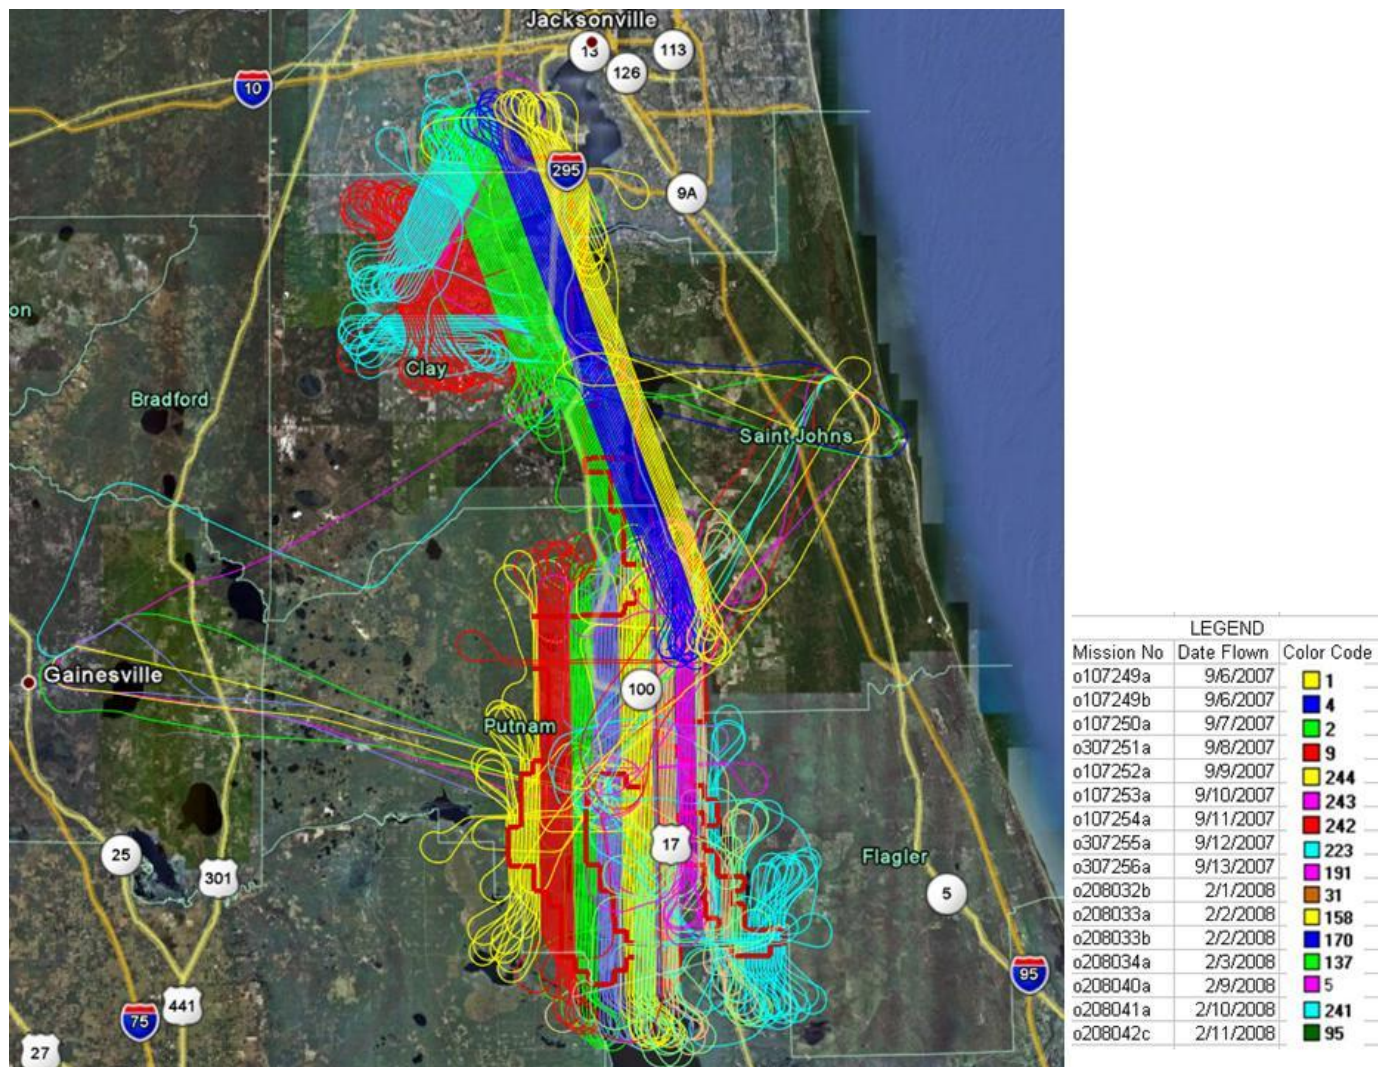 Jacksonville
13
113
126
10
295
9A
on
Clay
Bradford
Saint Johns
Gainesville
100
Putnam
17
25
301
Flagler
5
95
441
75
27
LEGEND
Mission No Date Flown Color Code
o107249a 9/6/2007 1
o107249b 9/6/2007 4
o107250a 9/7/2007 2
o307251a 9/8/2007 9
o107252a 9/9/2007 244
o107253a 9/10/2007 243
o107254a 9/11/2007 242
o307255a 9/12/2007 223
o307256a 9/13/2007 191
o208032b 2/1/2008 31
o208033a 2/2/2008 158
o208033b 2/2/2008 170
o208034a 2/3/2008 137
o208040a 2/9/2008 5
o208041a 2/10/2008 241
o208042c 2/11/2008 95